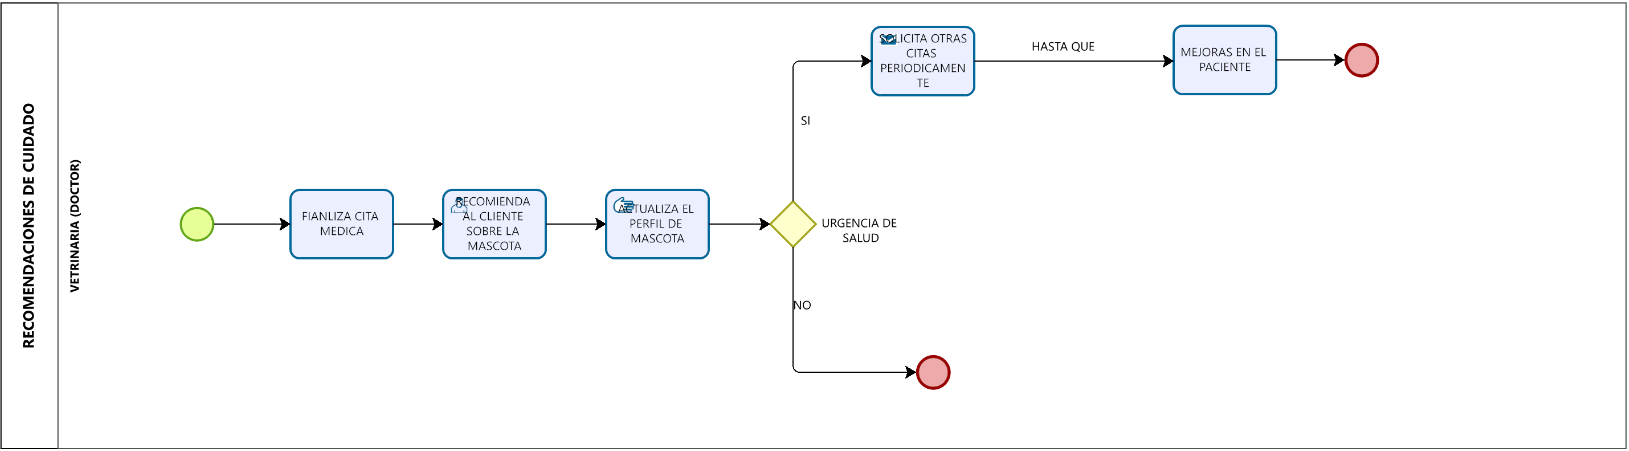 RECOMENDACIONES DE CUIDADO
VETRINARIA (DOCTOR)
FIANLIZA CITA
MEDICA
RECOMIENDA
AL CLIENTE
SOBRE LA
MASCOTA
ACTUALIZA EL
PERFIL DE
MASCOTA
URGENCIA DE
SALUD
SI
SOLICITA OTRAS
CITAS
PERIODICAMEN
TE
HASTA QUE
MEJORAS EN EL
PACIENTE
NO